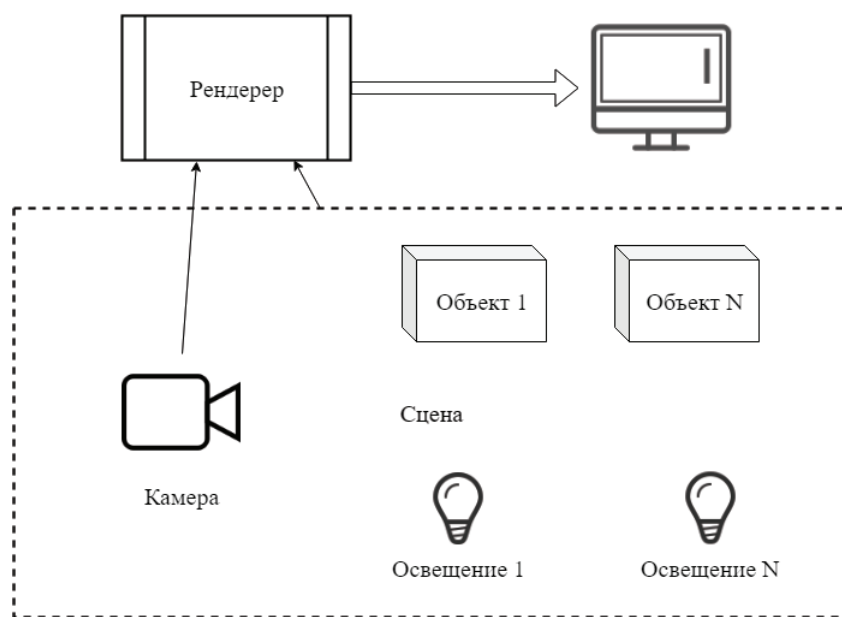 Рендерер
Объект 1
Объект N
Сцена
Камера
Освещение 1
Освещение N